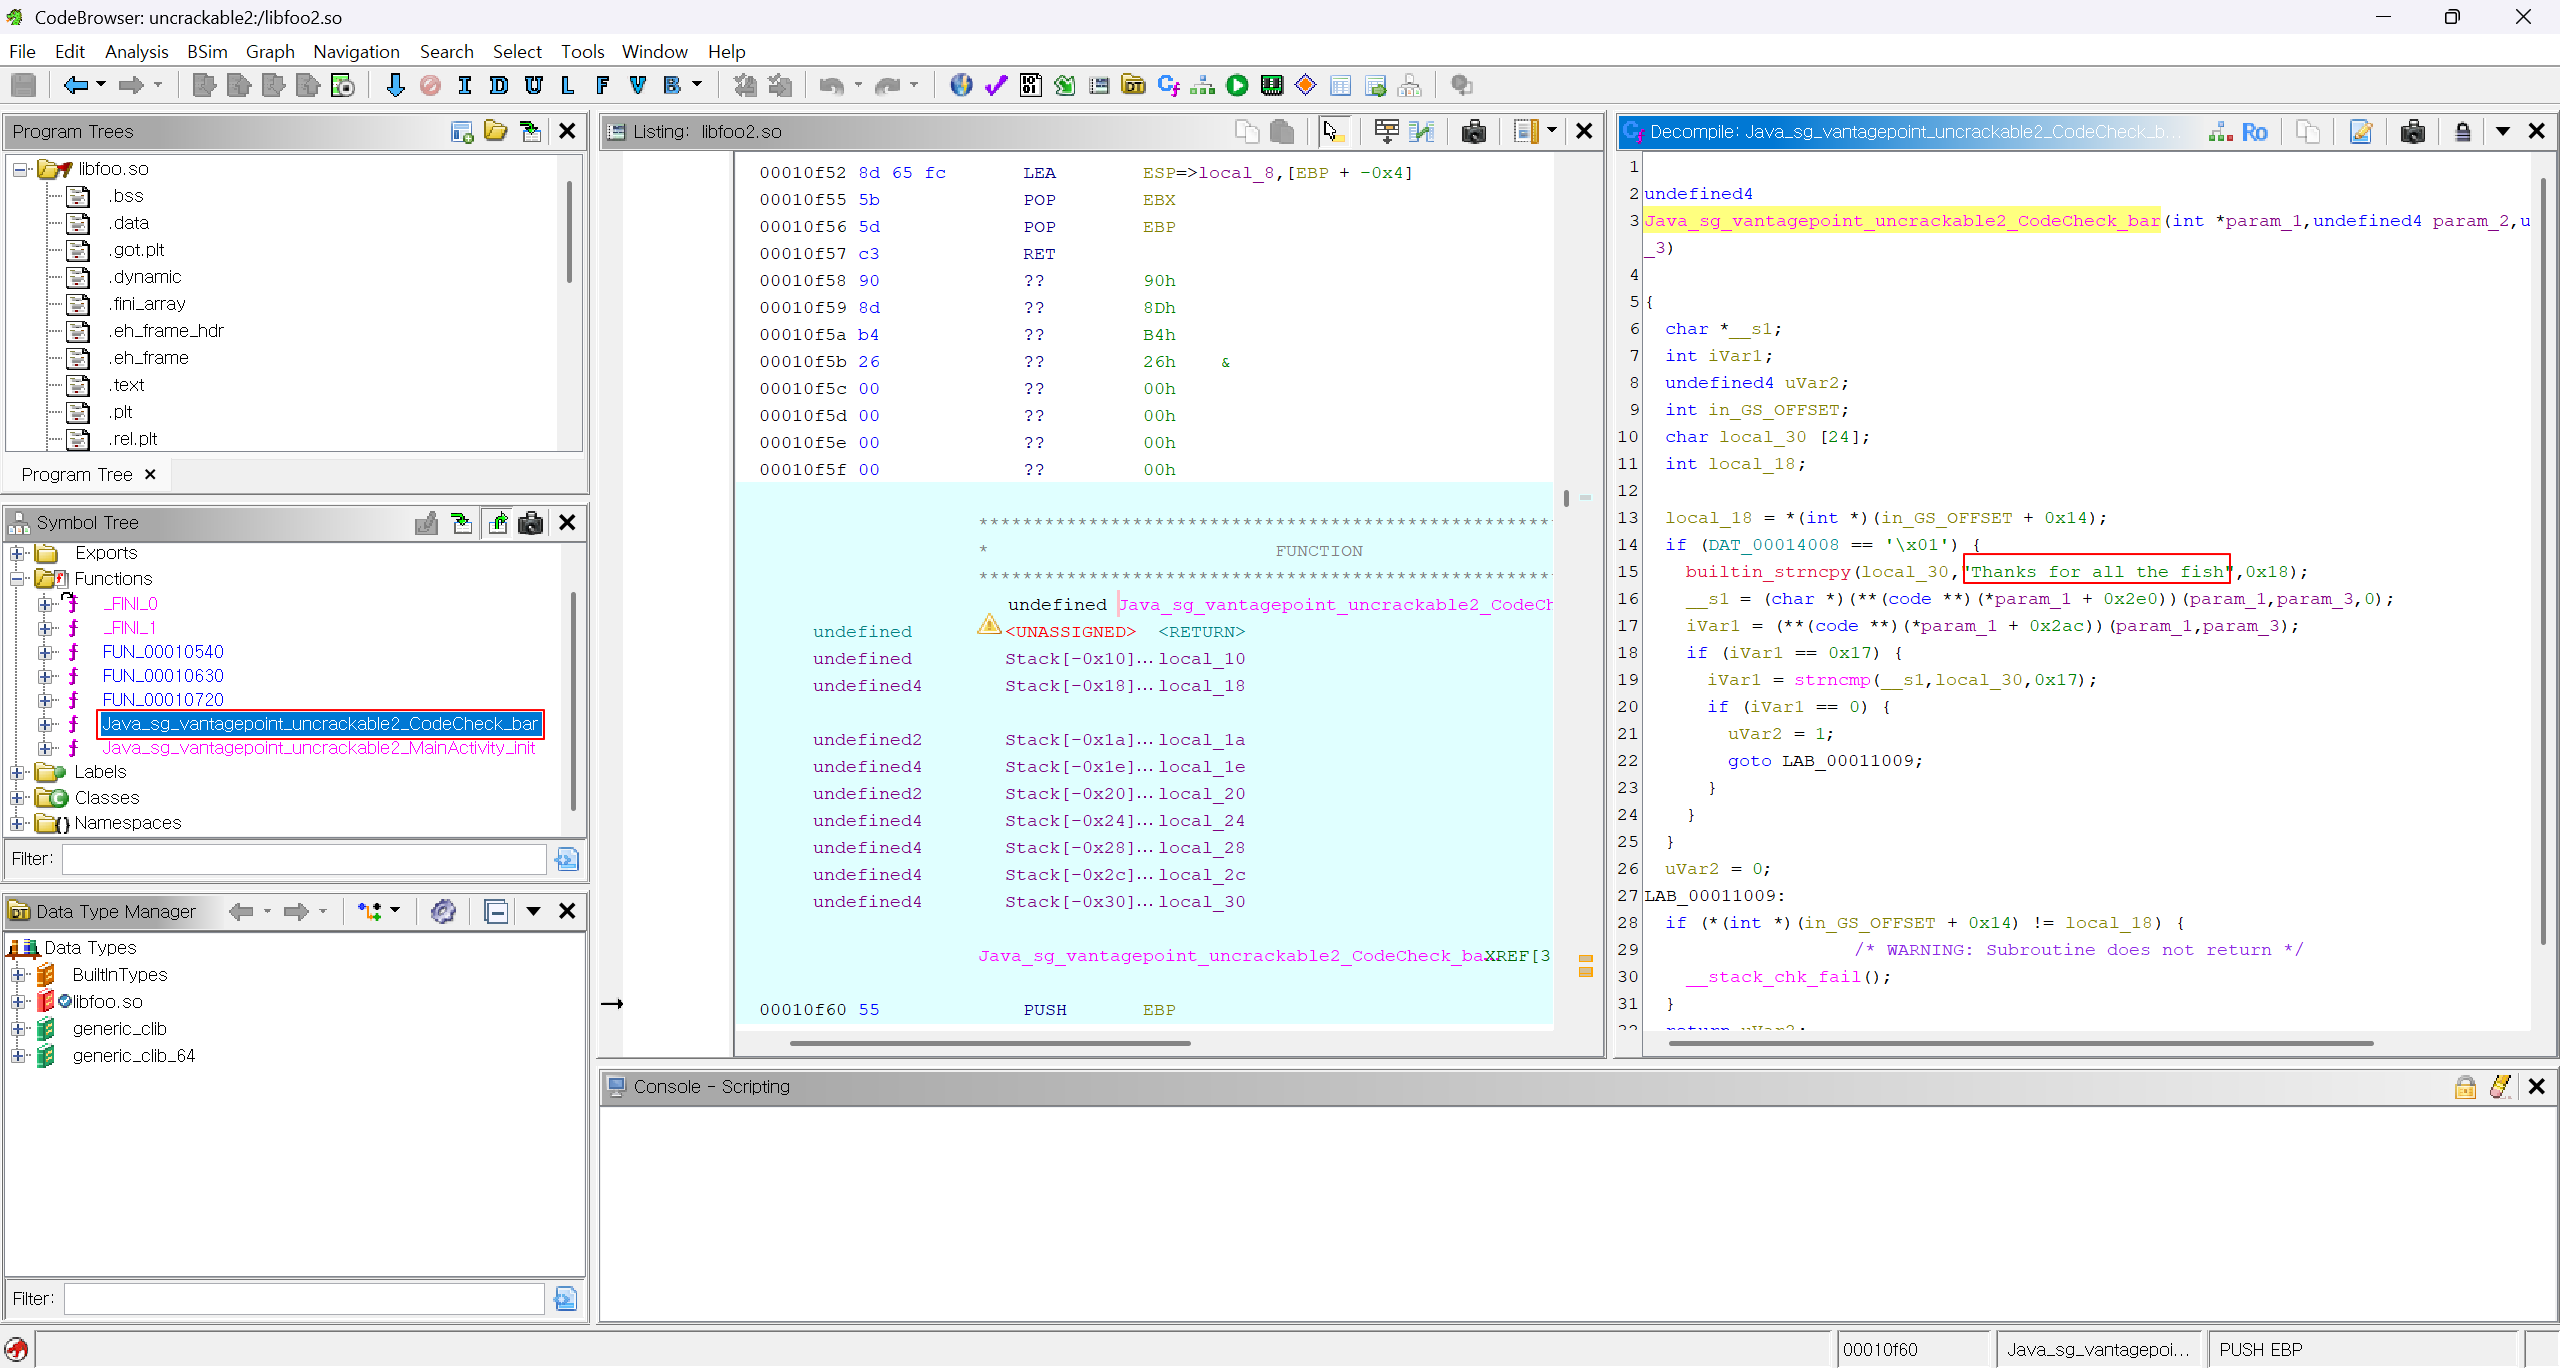 CodeBrowser: uncrackable2:/libfoo2.so
File Edit Analysis BSim Graph Navigation Search Select Tools Window Help
I D U L F V B
Program Trees
libfoo.so
.bss
.data
.got.plt
.dynamic
.fini_array
.eh_frame_hdr
.eh_frame
.text
.plt
.rel.plt
Program Tree
Symbol Tree
Exports
Functions
_FINI_0
_FINI_1
FUN_00010540
FUN_00010630
FUN_00010720
Java_sg_vantagepoint_uncrackable2_CodeCheck_bar
Java_sg_vantagepoint_uncrackable2_MainActivity_init
Labels
Classes
Namespaces
Filter:
Data Type Manager
Data Types
BuiltInTypes
libfoo.so
generic_clib
generic_clib_64
Filter:
Listing: libfoo2.so
00010f52 8d 65 fc LEA ESP=>local_8,[EBP + -0x4]
00010f55 5b POP EBX
00010f56 5d POP EBP
00010f57 c3 RET
00010f58 90 ?? 90h
00010f59 8d ?? 8Dh
00010f5a b4 ?? B4h
00010f5b 26 ?? 26h &
00010f5c 00 ?? 00h
00010f5d 00 ?? 00h
00010f5e 00 ?? 00h
00010f5f 00 ?? 00h
* FUNCTION
undefined Java_sg_vantagepoint_uncrackable2_CodeCh
undefined <UNASSIGNED> <RETURN>
undefined Stack[-0x10]... local_10
undefined4 Stack[-0x18]... local_18
undefined2 Stack[-0x1a]... local_1a
undefined4 Stack[-0x1e]... local_1e
undefined2 Stack[-0x20]... local_20
undefined4 Stack[-0x24]... local_24
undefined4 Stack[-0x28]... local_28
undefined4 Stack[-0x2c]... local_2c
undefined4 Stack[-0x30]... local_30
Java_sg_vantagepoint_uncrackable2_CodeCheck_ba XREF[3
00010f60 55 PUSH EBP
Decompile: Java_sg_vantagepoint_uncrackable2_CodeCheck_b...
Ro
1
2 undefined4
3 Java_sg_vantagepoint_uncrackable2_CodeCheck_bar(int *param_1,undefined4 param_2,u
_3)
4
5 {
6 char *__s1;
7 int iVar1;
8 undefined4 uVar2;
9 int in_GS_OFFSET;
10 char local_30 [24];
11 int local_18;
12
13 local_18 = *(int *)(in_GS_OFFSET + 0x14);
14 if (DAT_00014008 == '\x01') {
15 builtin_strncpy(local_30,"Thanks for all the fish",0x18);
16 __s1 = (char *)(**(code **)(*param_1 + 0x2e0))(param_1,param_3,0);
17 iVar1 = (**(code **)(*param_1 + 0x2ac))(param_1,param_3);
18 if (iVar1 == 0x17) {
19 iVar1 = strncmp(__s1,local_30,0x17);
20 if (iVar1 == 0) {
21 uVar2 = 1;
22 goto LAB_00011009;
23 }
24 }
25 }
26 uVar2 = 0;
27 LAB_00011009:
28 if (*(int *)(in_GS_OFFSET + 0x14) != local_18) {
29 /* WARNING: Subroutine does not return */
30 __stack_chk_fail();
31 }
32 return uVar2;
Console - Scripting
00010f60 Java_sg_vantagepoi... PUSH EBP